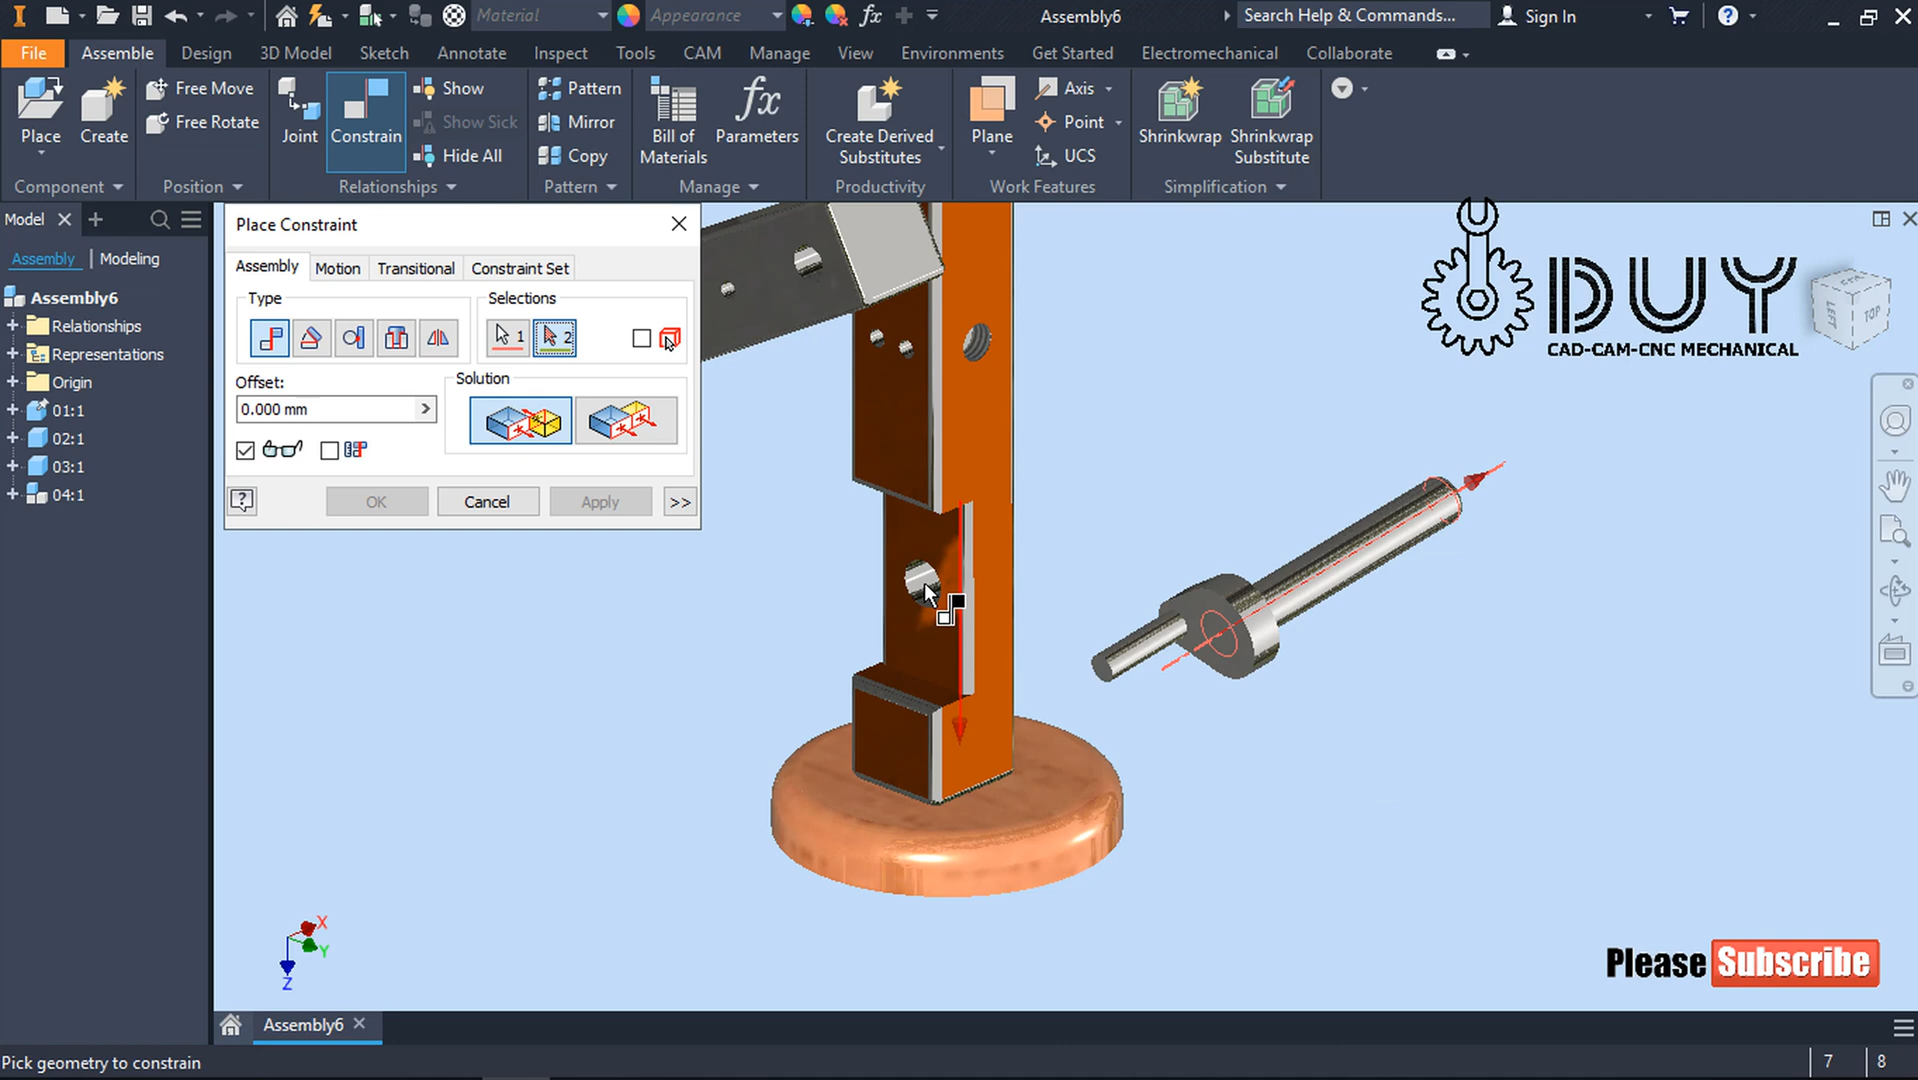 Material
Appearance
fx
Assembly6
Search Help & Commands...
Sign In
?
File
Assemble
Design
3D Model
Sketch
Annotate
Inspect
Tools
CAM
Manage
View
Environments
Get Started
Electromechanical
Collaborate
Place
Create
Free Move
Free Rotate
Joint
Constrain
Show
Show Sick
Hide All
Pattern
Mirror
Copy
Bill of
Materials
fx
Parameters
Create Derived
Substitutes
Plane
Axis
Point
UCS
Shrinkwrap
Shrinkwrap
Substitute
Component
Position
Relationships
Pattern
Manage
Productivity
Work Features
Simplification
Model
Assembly
Modeling
Assembly6
Relationships
Representations
Origin
01:1
02:1
03:1
04:1
Place Constraint
Assembly
Motion
Transitional
Constraint Set
Type
Selections
1
2
Offset:
0.000 mm
Solution
?
OK
Cancel
Apply
>>
DUY
CAD-CAM-CNC MECHANICAL
LEFT
TOP
X
Y
Z
Please Subscribe
Assembly6
Pick geometry to constrain
7
8